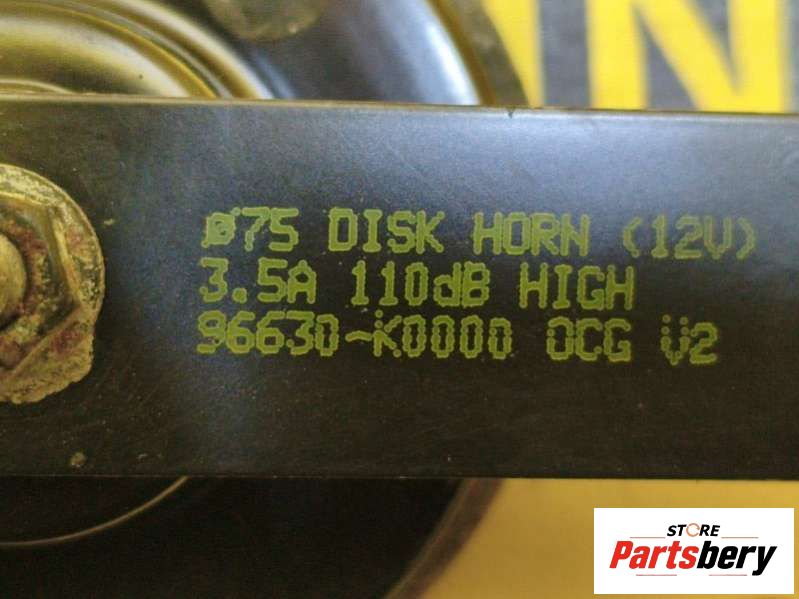 ø75 DISK HORN (12V)
3.5A 110dB HIGH
96630-K0000 OCG V2
STORE
Partsbery